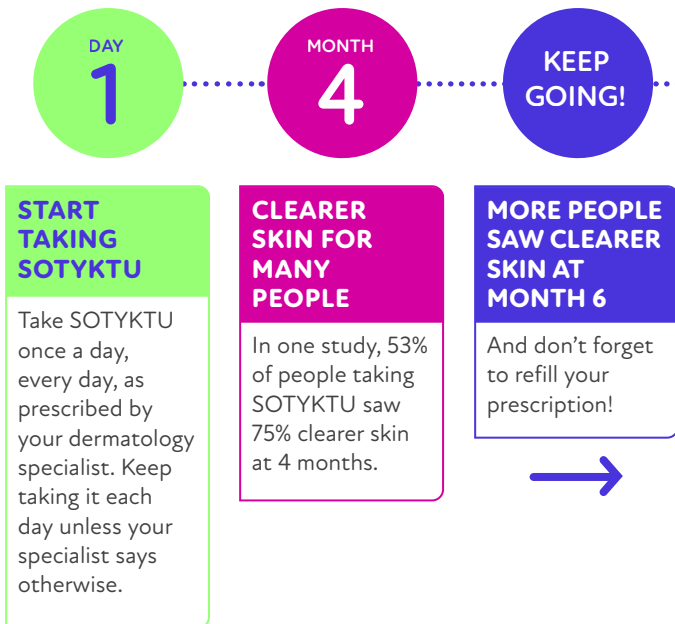 DAY
1
MONTH
4
KEEP
GOING!
START
TAKING
SOTYKTU
Take SOTYKTU
once a day,
every day, as
prescribed by
your dermatology
specialist. Keep
taking it each
day unless your
specialist says
otherwise.
CLEARER
SKIN FOR
MANY
PEOPLE
In one study, 53%
of people taking
SOTYKTU saw
75% clearer skin
at 4 months.
MORE PEOPLE
SAW CLEARER
SKIN AT
MONTH 6
And don’t forget
to refill your
prescription!